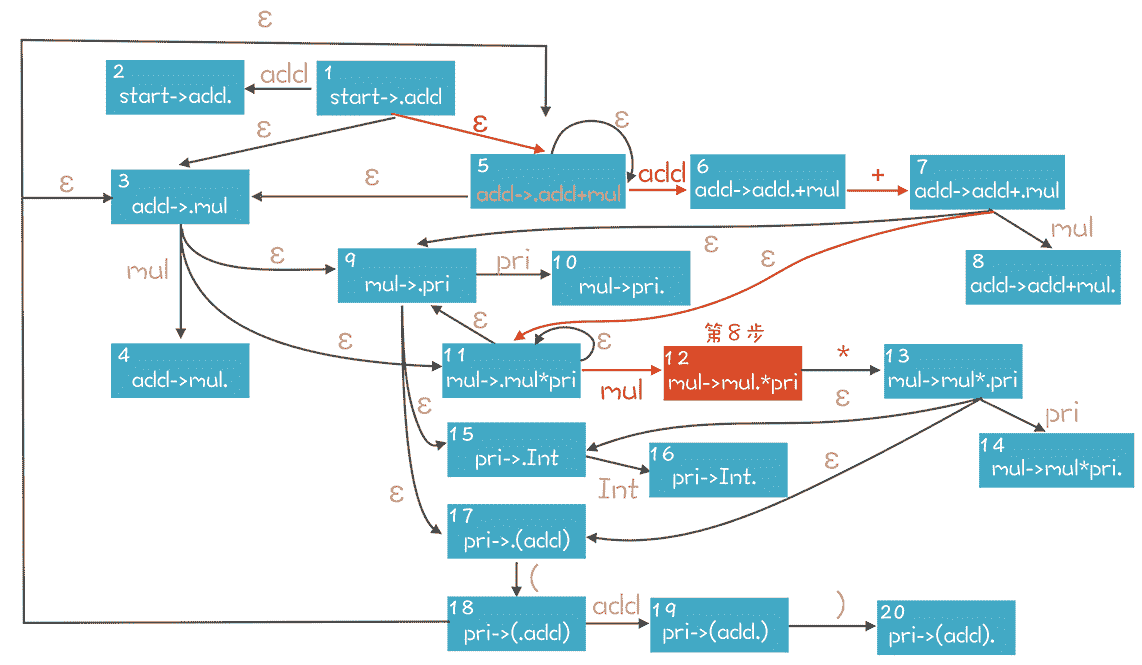 ε
2
start->add.
add
1
start->.add
ε
ε
ε
3
add->.mul
ε
5
add->.add+mul
ε
add
6
add->add.+mul
+
7
add->add+.mul
mul
8
add->add+mul.
ε
ε
mul
ε
9
mul->.pri
pri
10
mul->pri.
4
add->mul.
ε
ε
11
mul->.mul*pri
ε
mul
第8步
12
mul->mul.*pri
*
13
mul->mul*.pri
pri
14
mul->mul*pri.
ε
ε
ε
15
pri->.Int
Int
16
pri->Int.
ε
17
pri->.(add)
(
18
pri->(.add)
add
19
pri->(add.)
)
20
pri->(add).